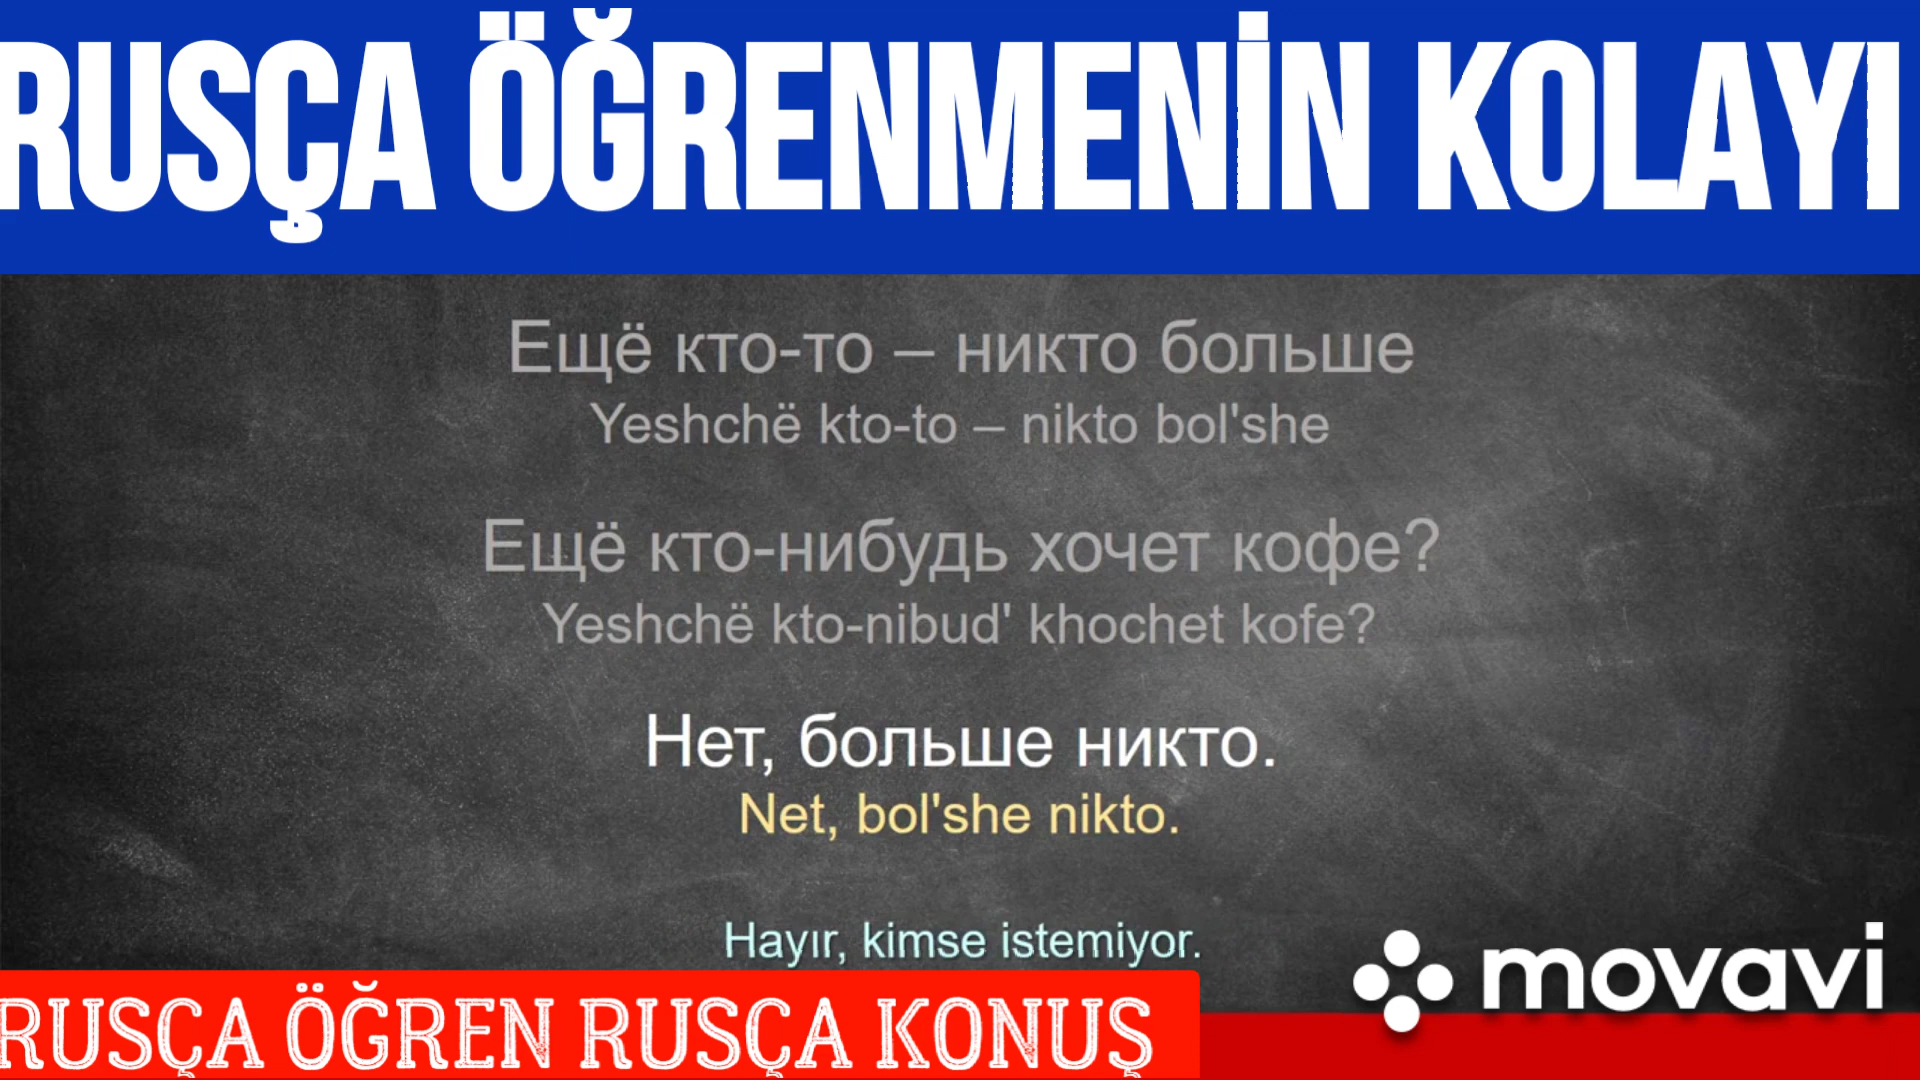 RUSÇA ÖĞRENMENİN KOLAYI
Ещё кто-то – никто больше
Yeshchë kto-to – nikto bol'she
Ещё кто-нибудь хочет кофе?
Yeshchë kto-nibud' khochet kofe?
Нет, больше никто.
Net, bol'she nikto.
Hayır, kimse istemiyor.
movavi
RUSÇA ÖĞREN RUSÇA KONUŞ